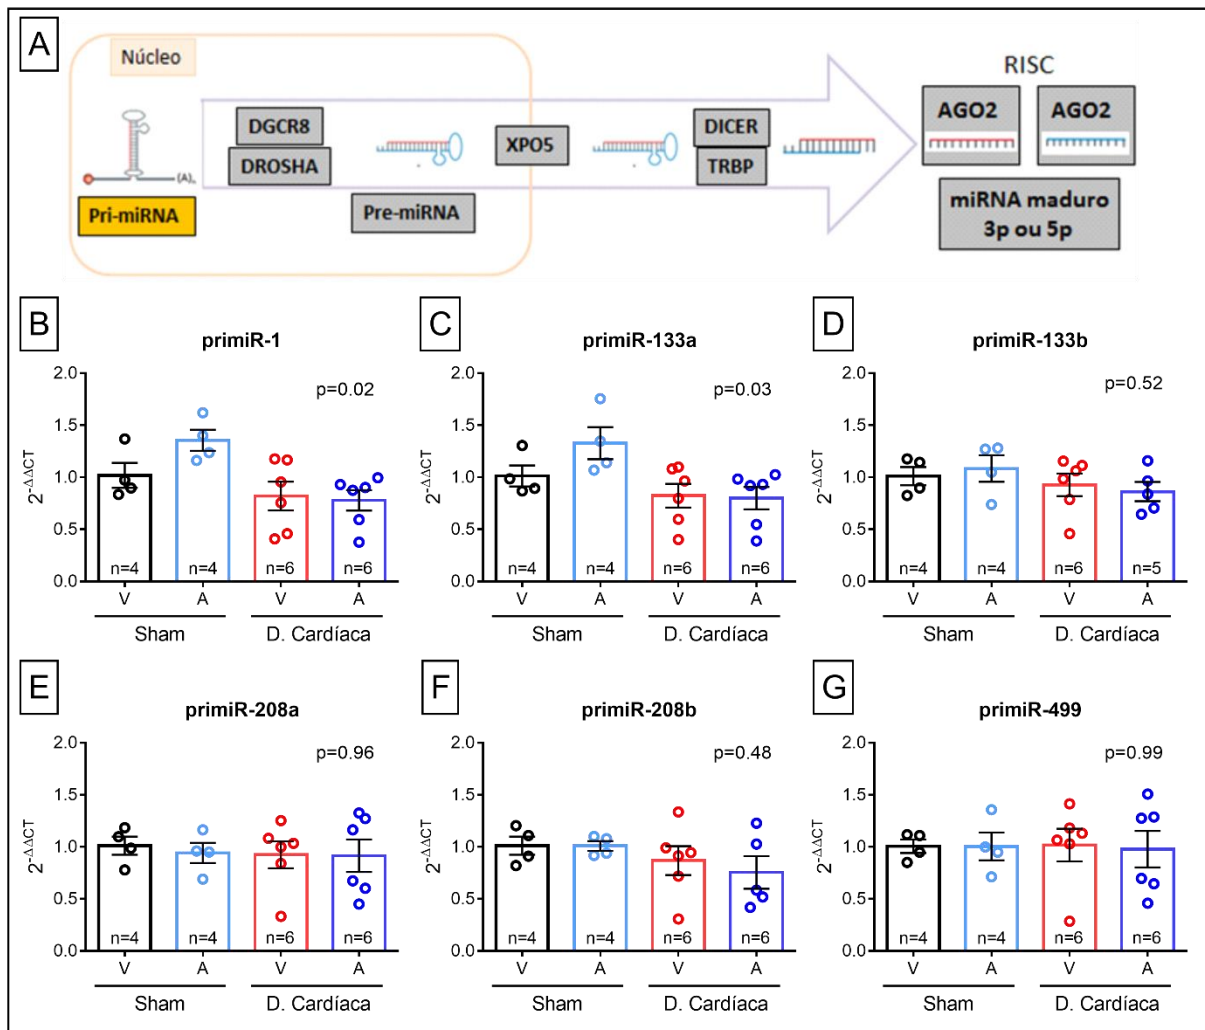 A
Núcleo
RISC
DGCR8
DROSHA
XPO5
DICER
TRBP
AGO2
AGO2
(A)ₙ
Pri-miRNA
Pre-miRNA
miRNA maduro
3p ou 5p
B
primiR-1
p=0.02
2^-ΔΔCT
2.0
1.5
1.0
0.5
0.0
n=4 n=4 n=6 n=6
V A V A
Sham D. Cardíaca
C
primiR-133a
p=0.03
2^-ΔΔCT
2.0
1.5
1.0
0.5
0.0
n=4 n=4 n=6 n=6
V A V A
Sham D. Cardíaca
D
primiR-133b
p=0.52
2^-ΔΔCT
2.0
1.5
1.0
0.5
0.0
n=4 n=4 n=6 n=5
V A V A
Sham D. Cardíaca
E
primiR-208a
p=0.96
2^-ΔΔCT
2.0
1.5
1.0
0.5
0.0
n=4 n=4 n=6 n=6
V A V A
Sham D. Cardíaca
F
primiR-208b
p=0.48
2^-ΔΔCT
2.0
1.5
1.0
0.5
0.0
n=4 n=4 n=6 n=6
V A V A
Sham D. Cardíaca
G
primiR-499
p=0.99
2^-ΔΔCT
2.0
1.5
1.0
0.5
0.0
n=4 n=4 n=6 n=6
V A V A
Sham D. Cardíaca